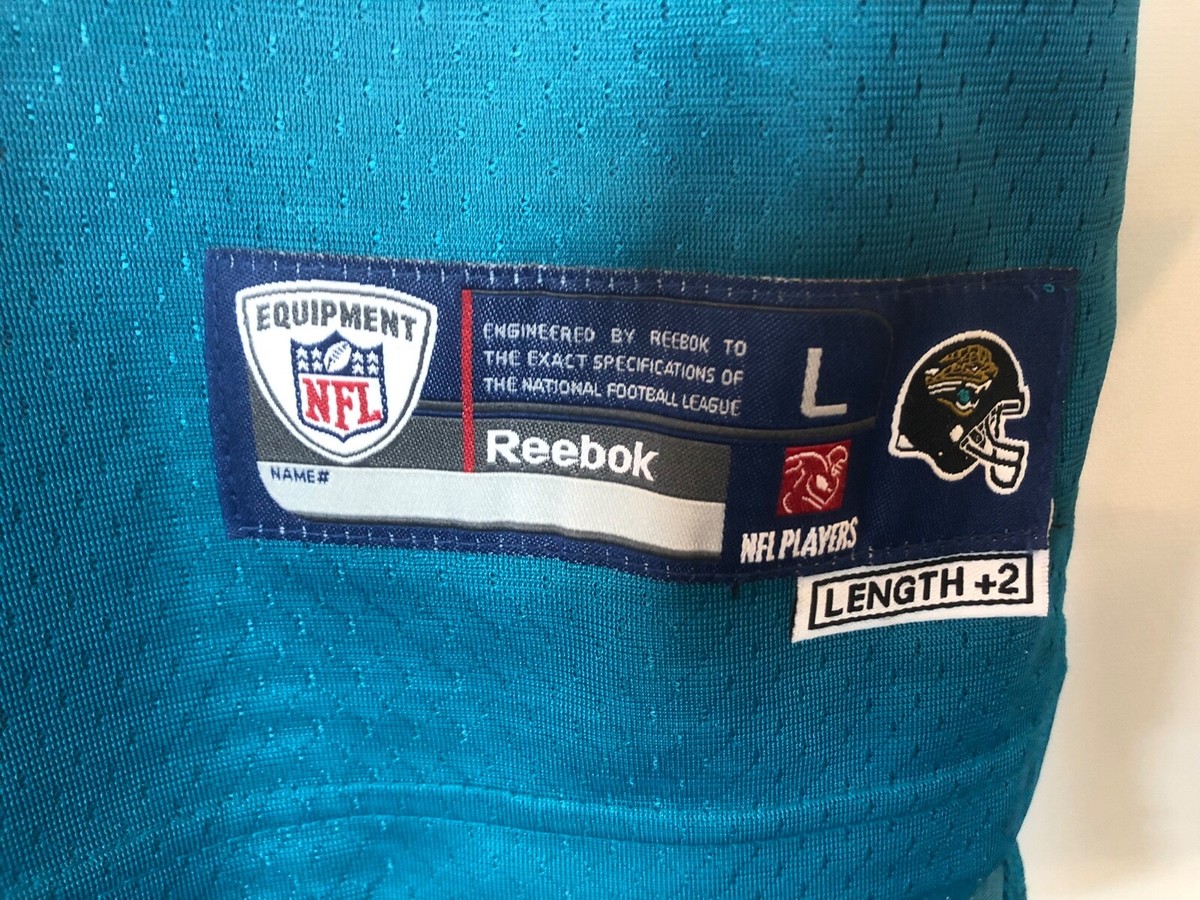 EQUIPMENT
NFL
ENGINEERED BY REEBOK TO
THE EXACT SPECIFICATIONS OF
THE NATIONAL FOOTBALL LEAGUE
L
Reebok
NAME#
NFL PLAYERS
LENGTH +2